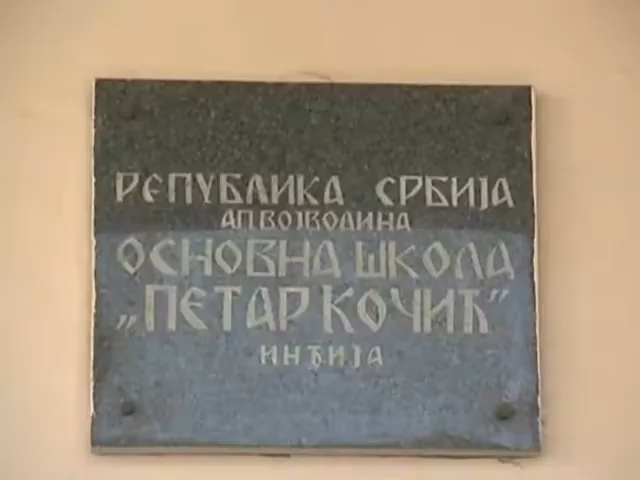 РЕПУБЛИКА СРБИЈА
АП ВОЈВОДИНА
ОСНОВНА ШКОЛА
„ПЕТАР КОЧИЋ”
ИНЂИЈА